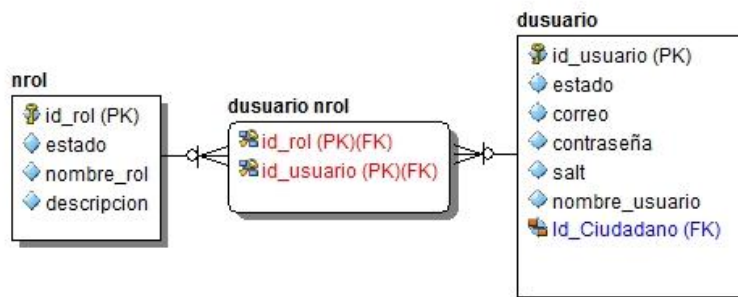 nrol
id_rol (PK)
estado
nombre_rol
descripcion
dusuario nrol
id_rol (PK)(FK)
id_usuario (PK)(FK)
dusuario
id_usuario (PK)
estado
correo
contraseña
salt
nombre_usuario
Id_Ciudadano (FK)